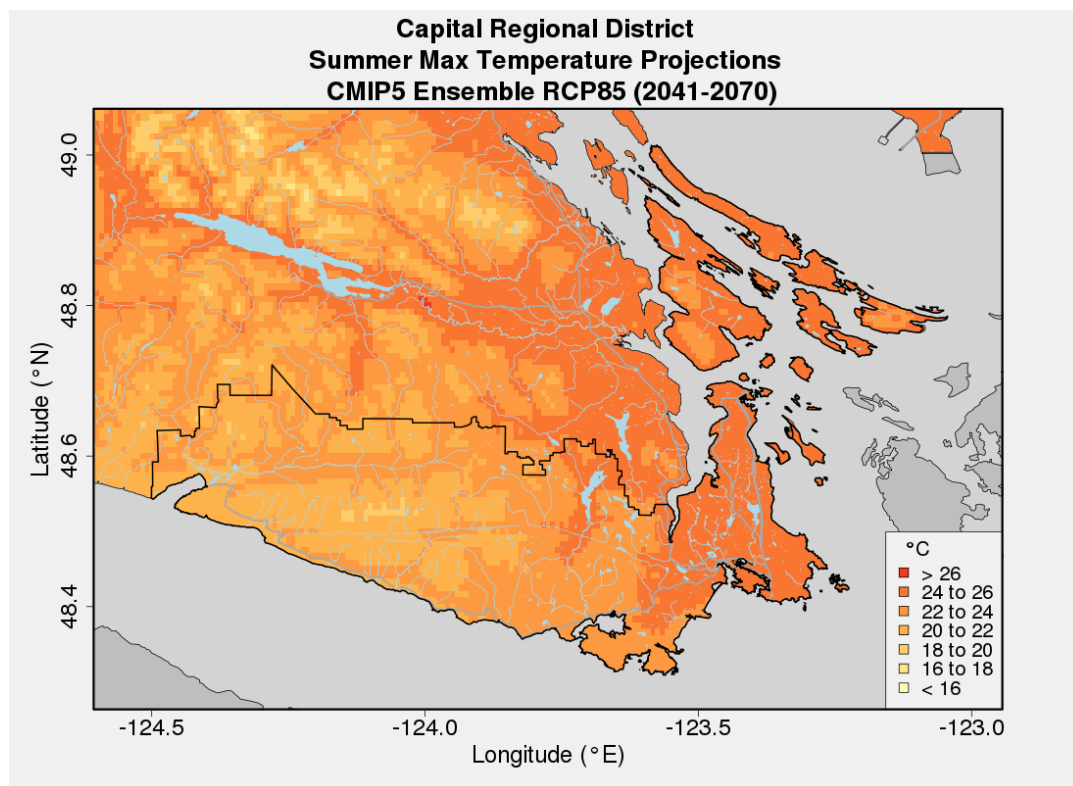 Capital Regional District
Summer Max Temperature Projections
CMIP5 Ensemble RCP85 (2041-2070)
49.0
48.8
48.6
48.4
Latitude (°N)
°C
> 26
24 to 26
22 to 24
20 to 22
18 to 20
16 to 18
< 16
-124.5
-124.0
-123.5
-123.0
Longitude (°E)